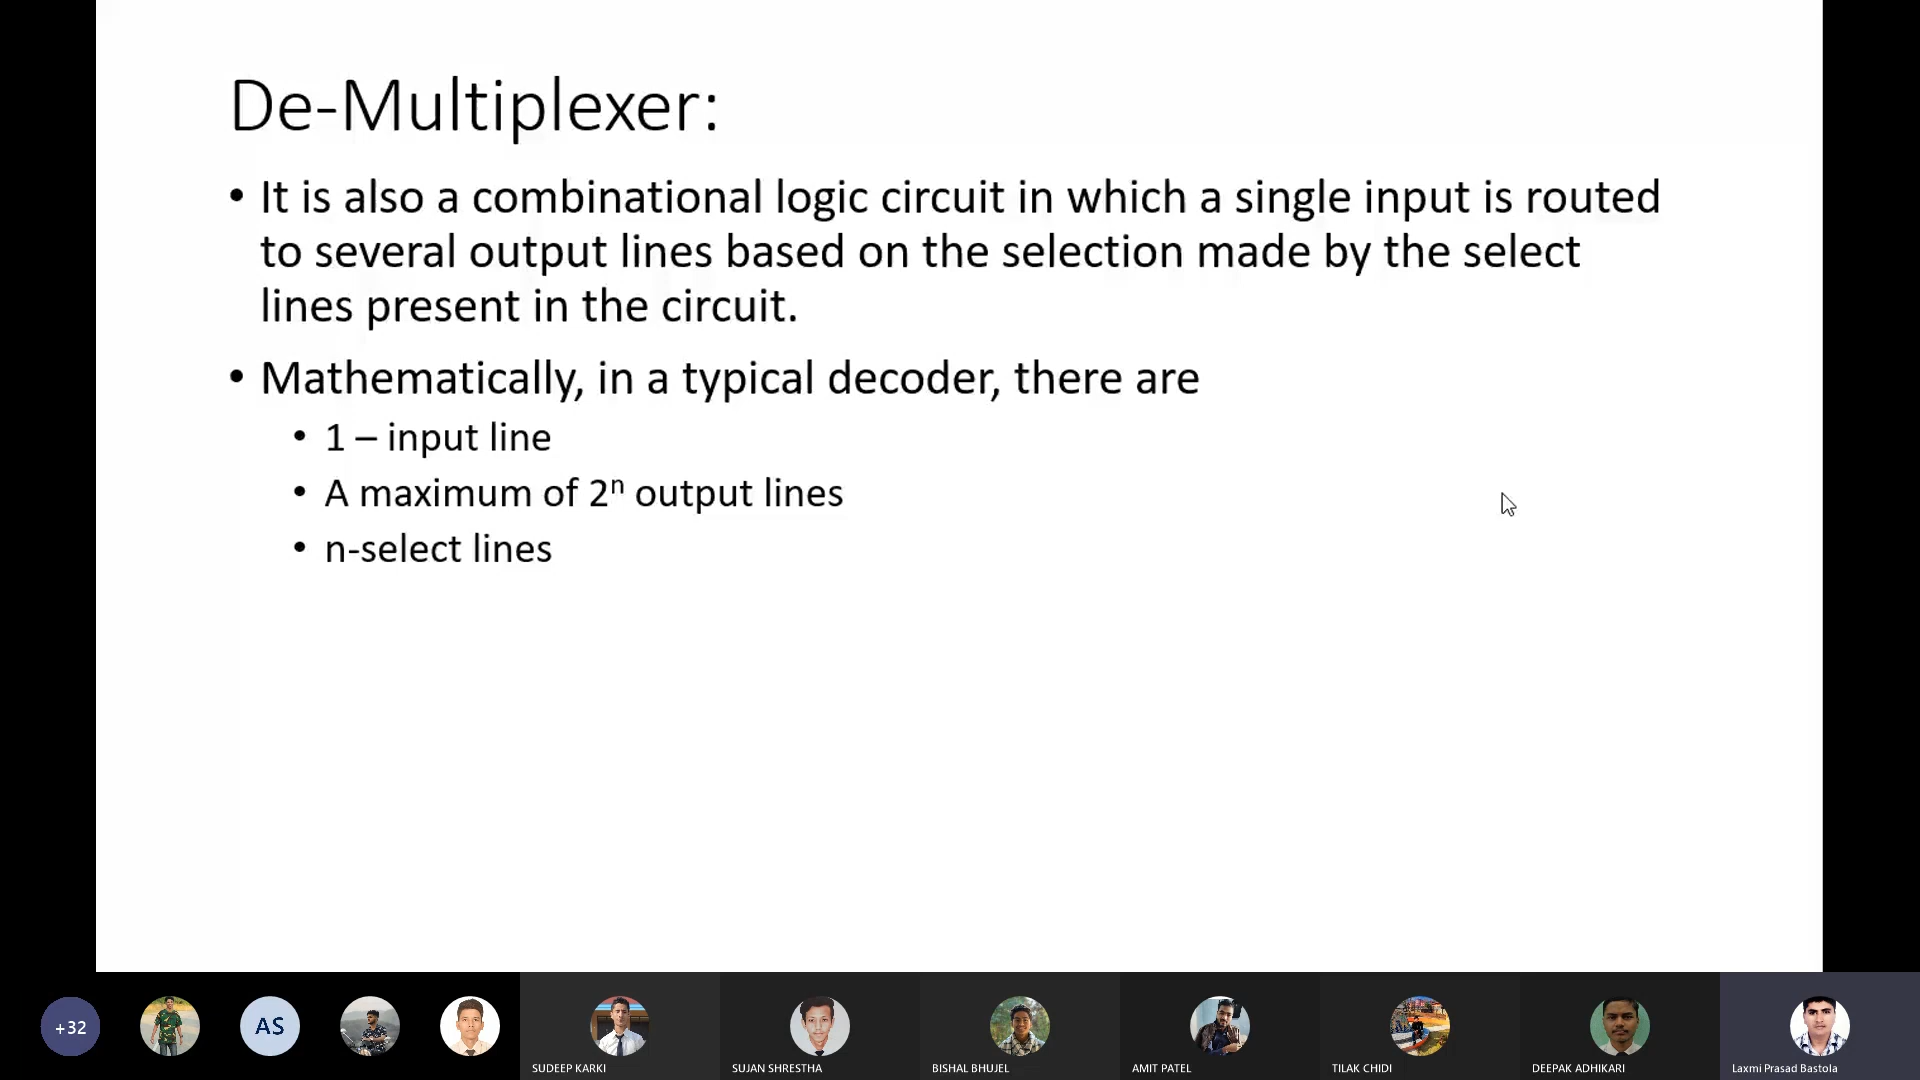 De-Multiplexer:
• It is also a combinational logic circuit in which a single input is routed
to several output lines based on the selection made by the select
lines present in the circuit.
• Mathematically, in a typical decoder, there are
• 1 – input line
• A maximum of 2ⁿ output lines
• n-select lines
+32
AS
SUDEEP KARKI
SUJAN SHRESTHA
BISHAL BHUJEL
AMIT PATEL
TILAK CHIDI
DEEPAK ADHIKARI
Laxmi Prasad Bastola